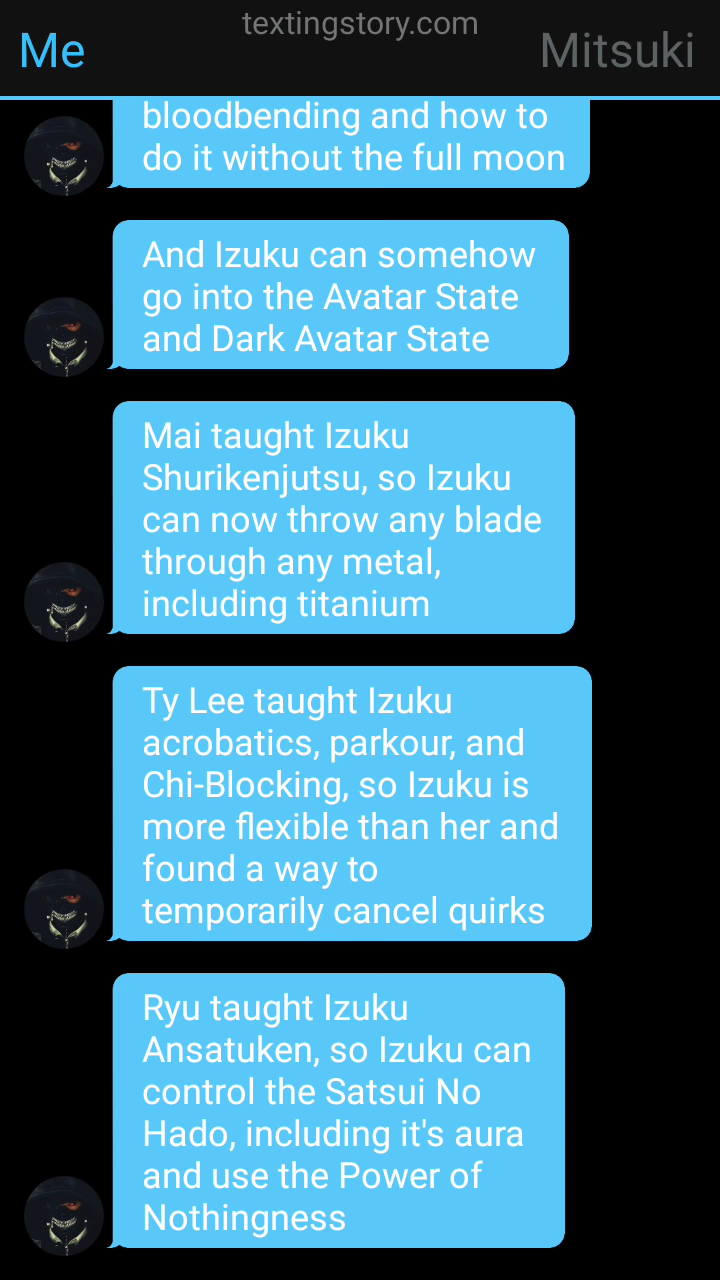 textingstory.com
Me
Mitsuki
bloodbending and how to
do it without the full moon
And Izuku can somehow
go into the Avatar State
and Dark Avatar State
Mai taught Izuku
Shurikenjutsu, so Izuku
can now throw any blade
through any metal,
including titanium
Ty Lee taught Izuku
acrobatics, parkour, and
Chi-Blocking, so Izuku is
more flexible than her and
found a way to
temporarily cancel quirks
Ryu taught Izuku
Ansatuken, so Izuku can
control the Satsui No
Hado, including it's aura
and use the Power of
Nothingness